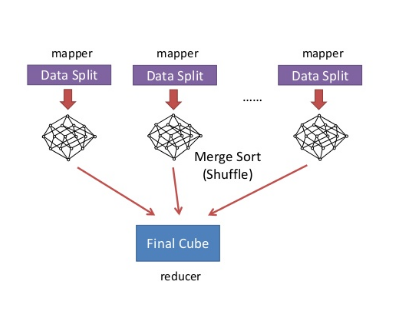 mapper mapper mapper
Data Split Data Split Data Split
......
Merge Sort
(Shuffle)
Final Cube
reducer